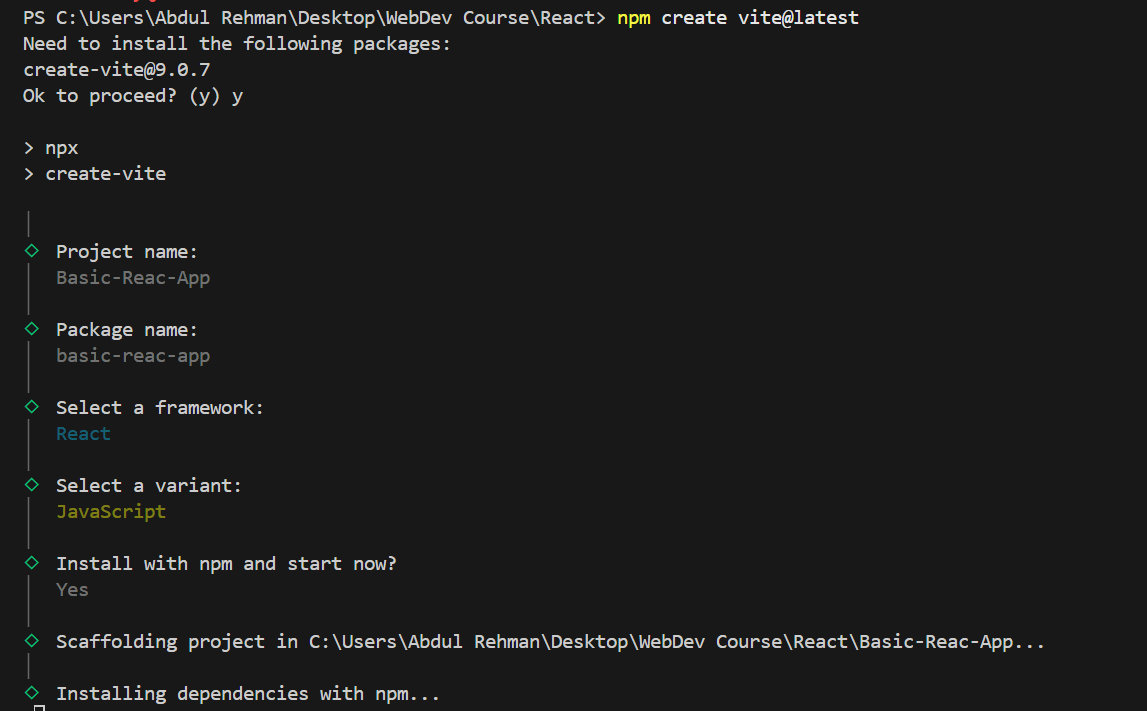 PS C:\Users\Abdul Rehman\Desktop\WebDev Course\React> npm create vite@latest
Need to install the following packages:
create-vite@9.0.7
Ok to proceed? (y) y
> npx
> create-vite
Project name:
Basic-Reac-App
Package name:
basic-reac-app
Select a framework:
React
Select a variant:
JavaScript
Install with npm and start now?
Yes
Scaffolding project in C:\Users\Abdul Rehman\Desktop\WebDev Course\React\Basic-Reac-App...
Installing dependencies with npm...